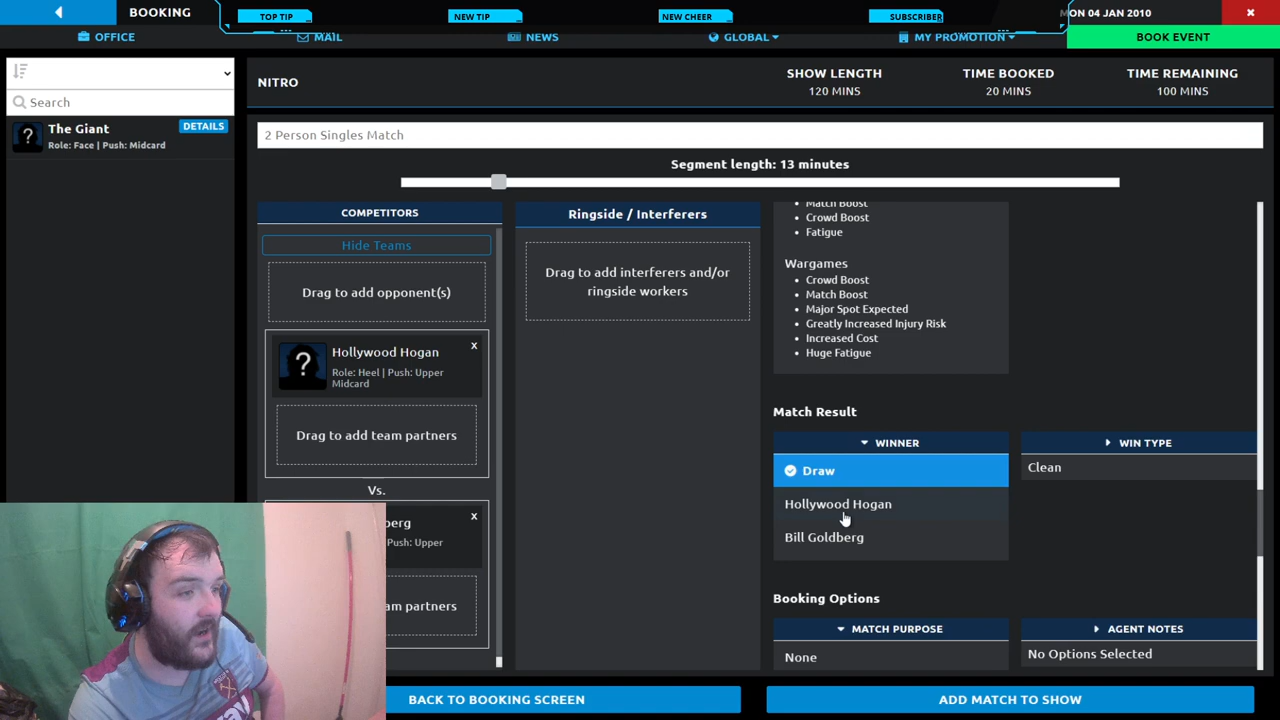 BOOKING
TOP TIP
NEW TIP
NEW CHEER
SUBSCRIBER
MON 04 JAN 2010
×
OFFICE
MAIL
NEWS
GLOBAL
MY PROMOTION
BOOK EVENT
Search
The Giant
DETAILS
Role: Face | Push: Midcard
NITRO
SHOW LENGTH
120 MINS
TIME BOOKED
20 MINS
TIME REMAINING
100 MINS
2 Person Singles Match
Segment length: 13 minutes
COMPETITORS
Hide Teams
Drag to add opponent(s)
Hollywood Hogan
x
Role: Heel | Push: Upper
Midcard
Drag to add team partners
Vs.
berg
x
Push: Upper
am partners
Ringside / Interferers
Drag to add interferers and/or
ringside workers
• Match Boost
• Crowd Boost
• Fatigue
Wargames
• Crowd Boost
• Match Boost
• Major Spot Expected
• Greatly Increased Injury Risk
• Increased Cost
• Huge Fatigue
Match Result
WINNER
Draw
Hollywood Hogan
Bill Goldberg
WIN TYPE
Clean
Booking Options
MATCH PURPOSE
None
AGENT NOTES
No Options Selected
BACK TO BOOKING SCREEN
ADD MATCH TO SHOW